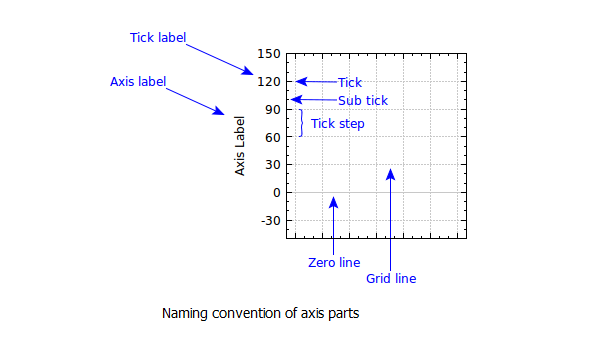 Tick label
150
Axis label
120
Tick
Sub tick
90
Tick step
Axis Label
60
30
0
-30
Zero line
Grid line
Naming convention of axis parts